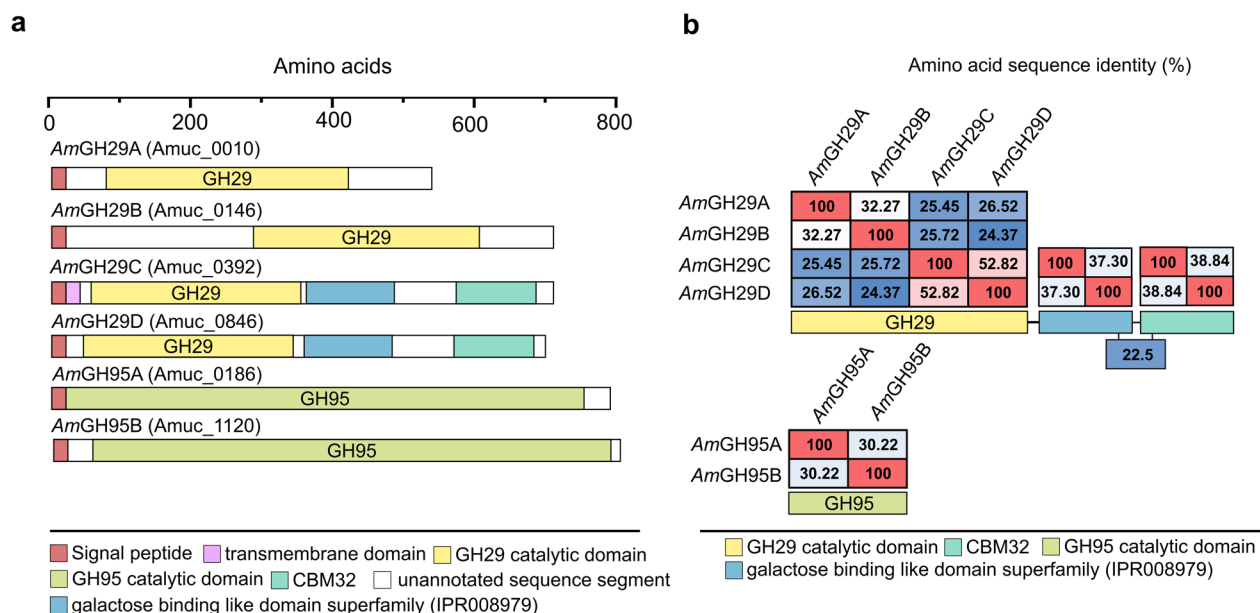 a
Amino acids
0 200 400 600 800
AmGH29A (Amuc_0010)
GH29
AmGH29B (Amuc_0146)
GH29
AmGH29C (Amuc_0392)
GH29
AmGH29D (Amuc_0846)
GH29
AmGH95A (Amuc_0186)
GH95
AmGH95B (Amuc_1120)
GH95
Signal peptide transmembrane domain GH29 catalytic domain
GH95 catalytic domain CBM32 unannotated sequence segment
galactose binding like domain superfamily (IPR008979)
b
Amino acid sequence identity (%)
AmGH29A AmGH29B AmGH29C AmGH29D
AmGH29A 100 32.27 25.45 26.52
AmGH29B 32.27 100 25.72 24.37
AmGH29C 25.45 25.72 100 52.82 100 37.30 100 38.84
AmGH29D 26.52 24.37 52.82 100 37.30 100 38.84 100
GH29
22.5
AmGH95A AmGH95B
AmGH95A 100 30.22
AmGH95B 30.22 100
GH95
GH29 catalytic domain CBM32 GH95 catalytic domain
galactose binding like domain superfamily (IPR008979)